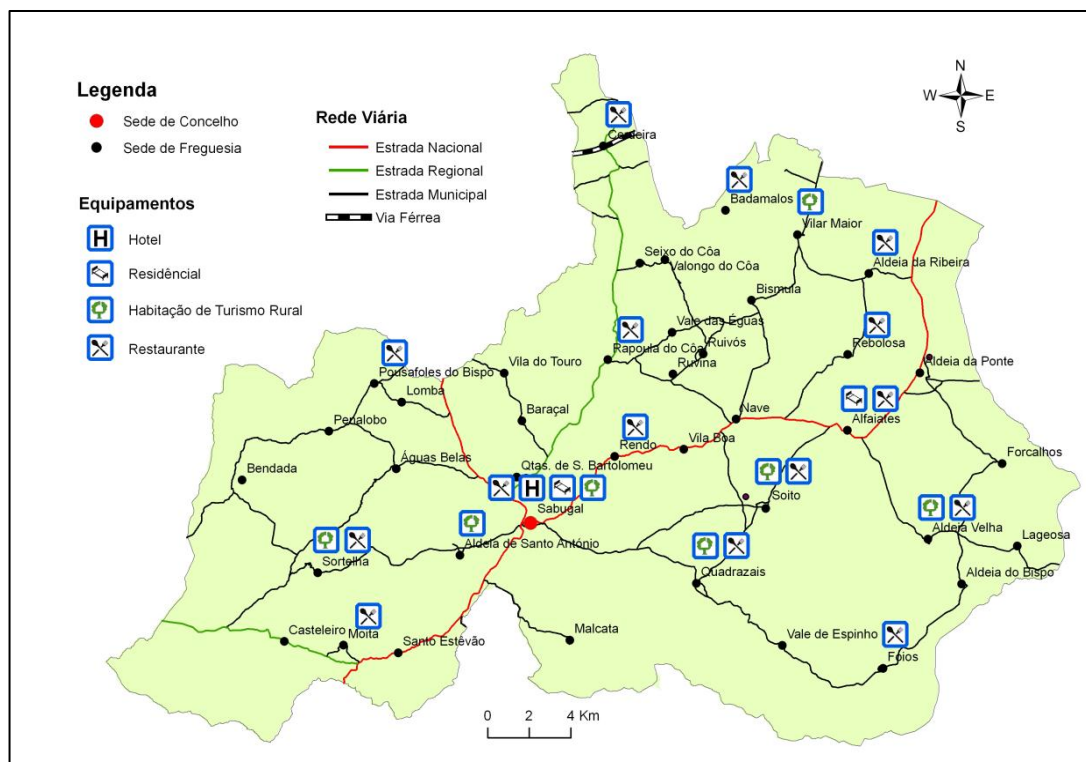 Legenda
Sede de Concelho
Sede de Freguesia
Equipamentos
H Hotel
Residêncial
Habitação de Turismo Rural
Restaurante
Rede Viária
Estrada Nacional
Estrada Regional
Estrada Municipal
Via Férrea
N
W E
S
Cerdeira
Badamalos
Vilar Maior
Aldeia da Ribeira
Seixo do Côa
Valongo do Côa
Bismula
Vale das Éguas
Rapoula do Côa
Ruivós
Ruvina
Rebolosa
Aldeia da Ponte
Pousafoles do Bispo
Lomba
Vila do Touro
Baraçal
Nave
Alfaiates
Penalobo
Rendo
Vila Boa
Bendada
Águas Belas
Qtas. de S. Bartolomeu
Forcalhos
H
Sabugal
Soito
Aldeia Velha
Lageosa
Sortelha
Aldeia de Santo António
Quadrazais
Aldeia do Bispo
Casteleiro
Moita
Santo Estêvão
Malcata
Vale de Espinho
Fóios
0 2 4 Km